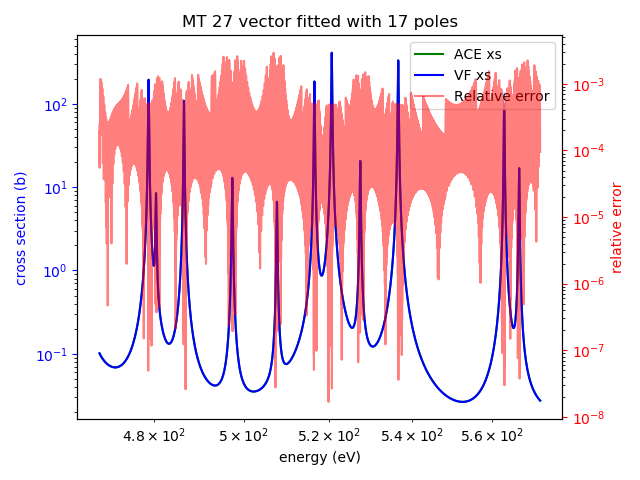 MT 27 vector fitted with 17 poles
ACE xs
VF xs
Relative error
cross section (b)
10²
10¹
10⁰
10⁻¹
10⁻³
10⁻⁴
10⁻⁵
10⁻⁶
10⁻⁷
10⁻⁸
relative error
4.8 × 10² 5 × 10² 5.2 × 10² 5.4 × 10² 5.6 × 10²
energy (eV)